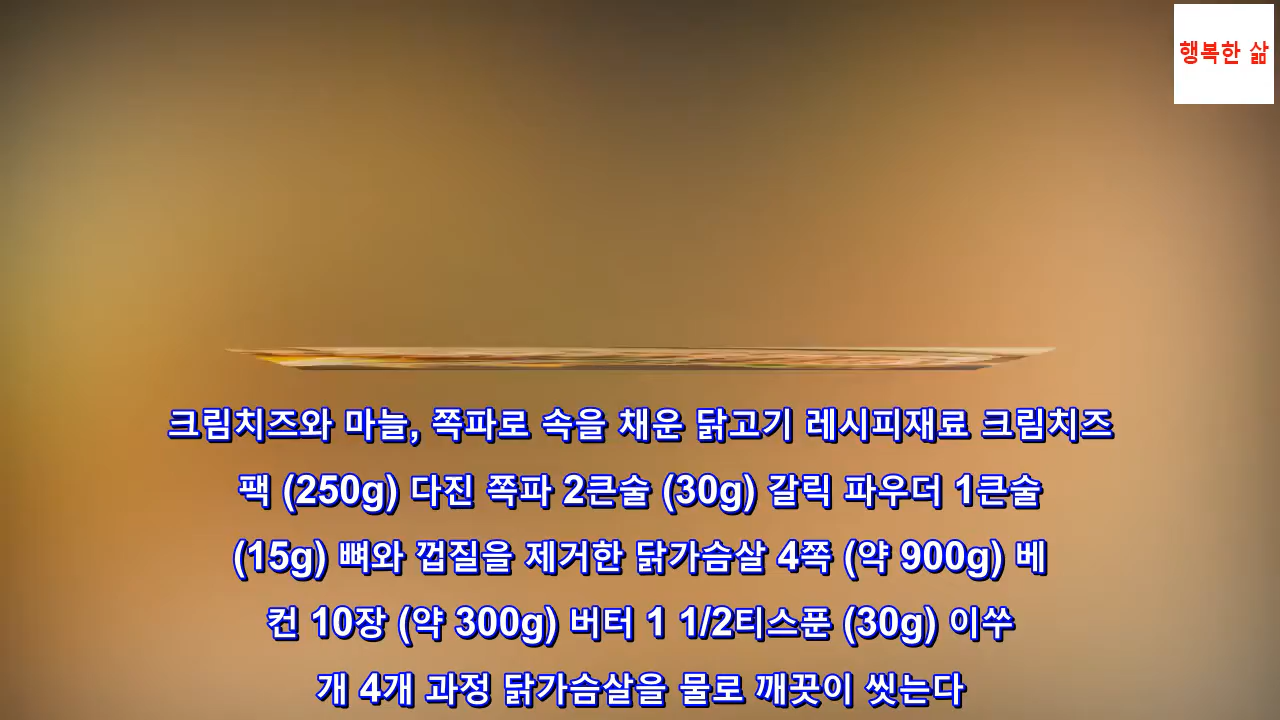 행복한 삶
크림치즈와 마늘, 쪽파로 속을 채운 닭고기 레시피재료 크림치즈
팩 (250g) 다진 쪽파 2큰술 (30g) 갈릭 파우더 1큰술
(15g) 뼈와 껍질을 제거한 닭가슴살 4쪽 (약 900g) 베
컨 10장 (약 300g) 버터 1 1/2티스푼 (30g) 이쑤
개 4개 과정 닭가슴살을 물로 깨끗이 씻는다